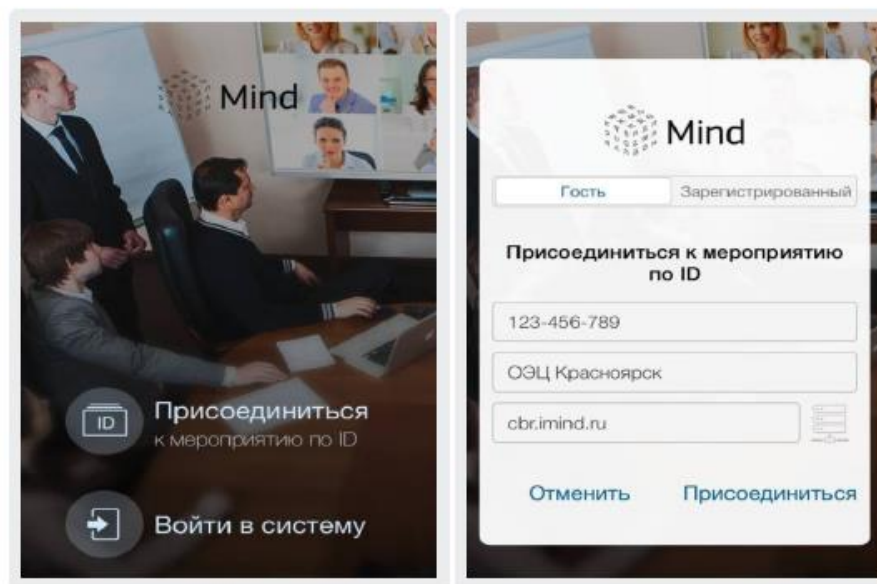 Mind
ID
Присоединиться
к мероприятию по ID
Войти в систему
Mind
Гость
Зарегистрированный
Присоединиться к мероприятию
по ID
123-456-789
ОЭЦ Красноярск
cbr.imind.ru
Отменить
Присоединиться